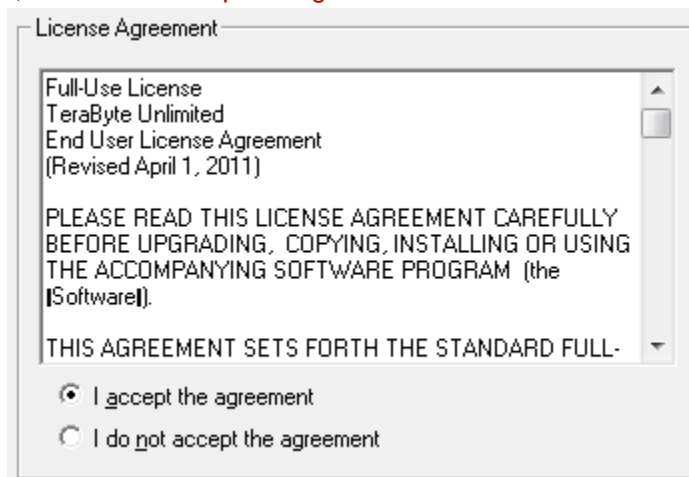 License Agreement
Full-Use License
TeraByte Unlimited
End User License Agreement
(Revised April 1, 2011)
PLEASE READ THIS LICENSE AGREEMENT CAREFULLY
BEFORE UPGRADING,  COPYING, INSTALLING OR USING
THE ACCOMPANYING SOFTWARE PROGRAM  (the
▐Software▐).
THIS AGREEMENT SETS FORTH THE STANDARD FULL-
I accept the agreement
I do not accept the agreement